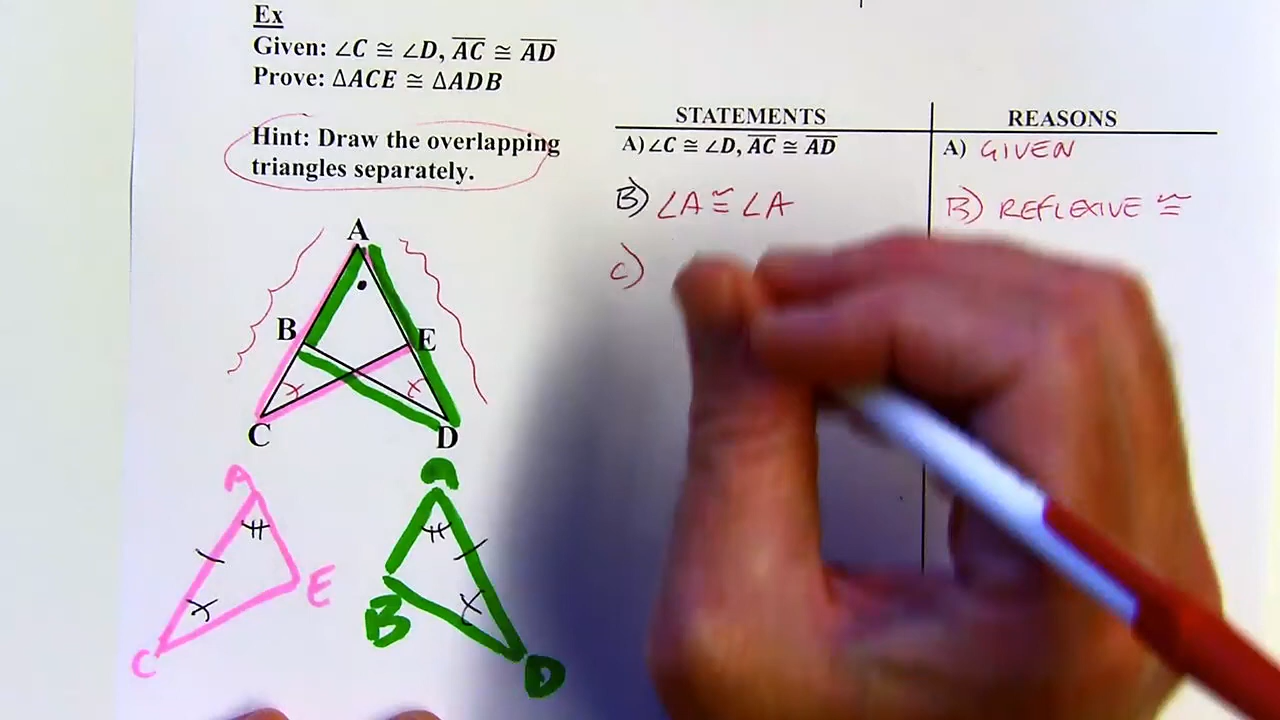 Ex
Given: ∠C ≅ ∠D, AC ≅ AD
Prove: ΔACE ≅ ΔADB
Hint: Draw the overlapping
triangles separately.
STATEMENTS
REASONS
A) ∠C ≅ ∠D, AC ≅ AD
A) GIVEN
B) ∠A ≅ ∠A
B) REFLEXIVE ≅
C)
A
B
E
C
D
A
E
C
A
B
D